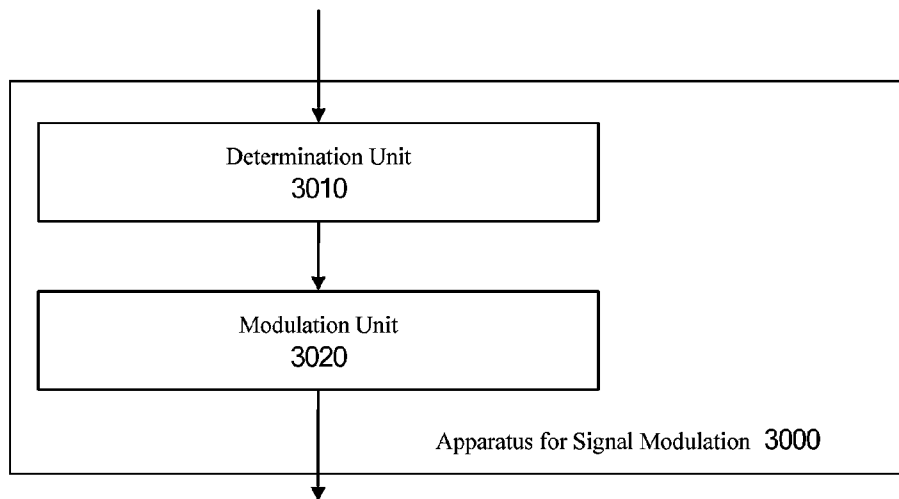 Determination Unit
3010
Modulation Unit
3020
Apparatus for Signal Modulation 3000